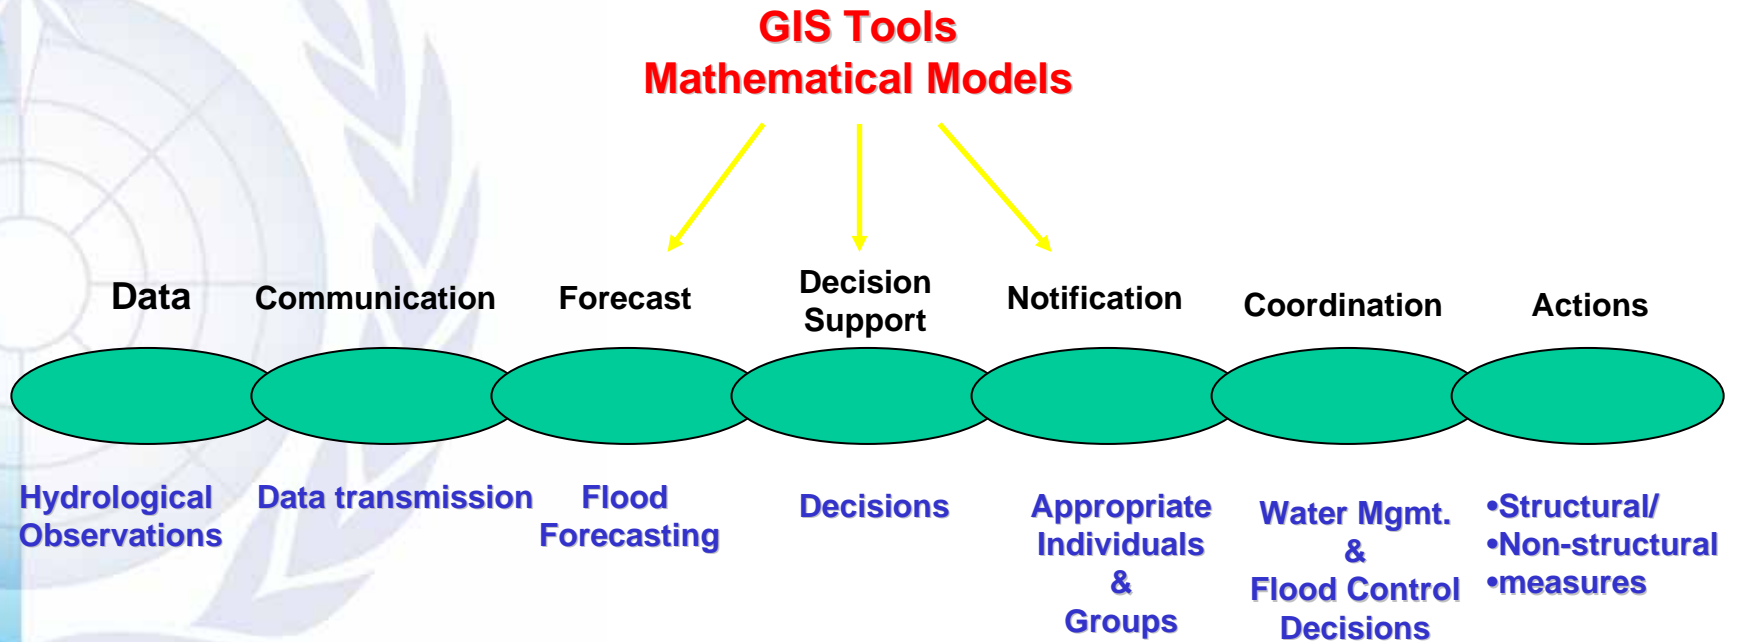 GIS Tools
Mathematical Models
Data
Communication
Forecast
Decision
Support
Notification
Coordination
Actions
Hydrological
Observations
Data transmission
Flood
Forecasting
Decisions
Appropriate
Individuals
&
Groups
Water Mgmt.
&
Flood Control
Decisions
•Structural/
•Non-structural
•measures